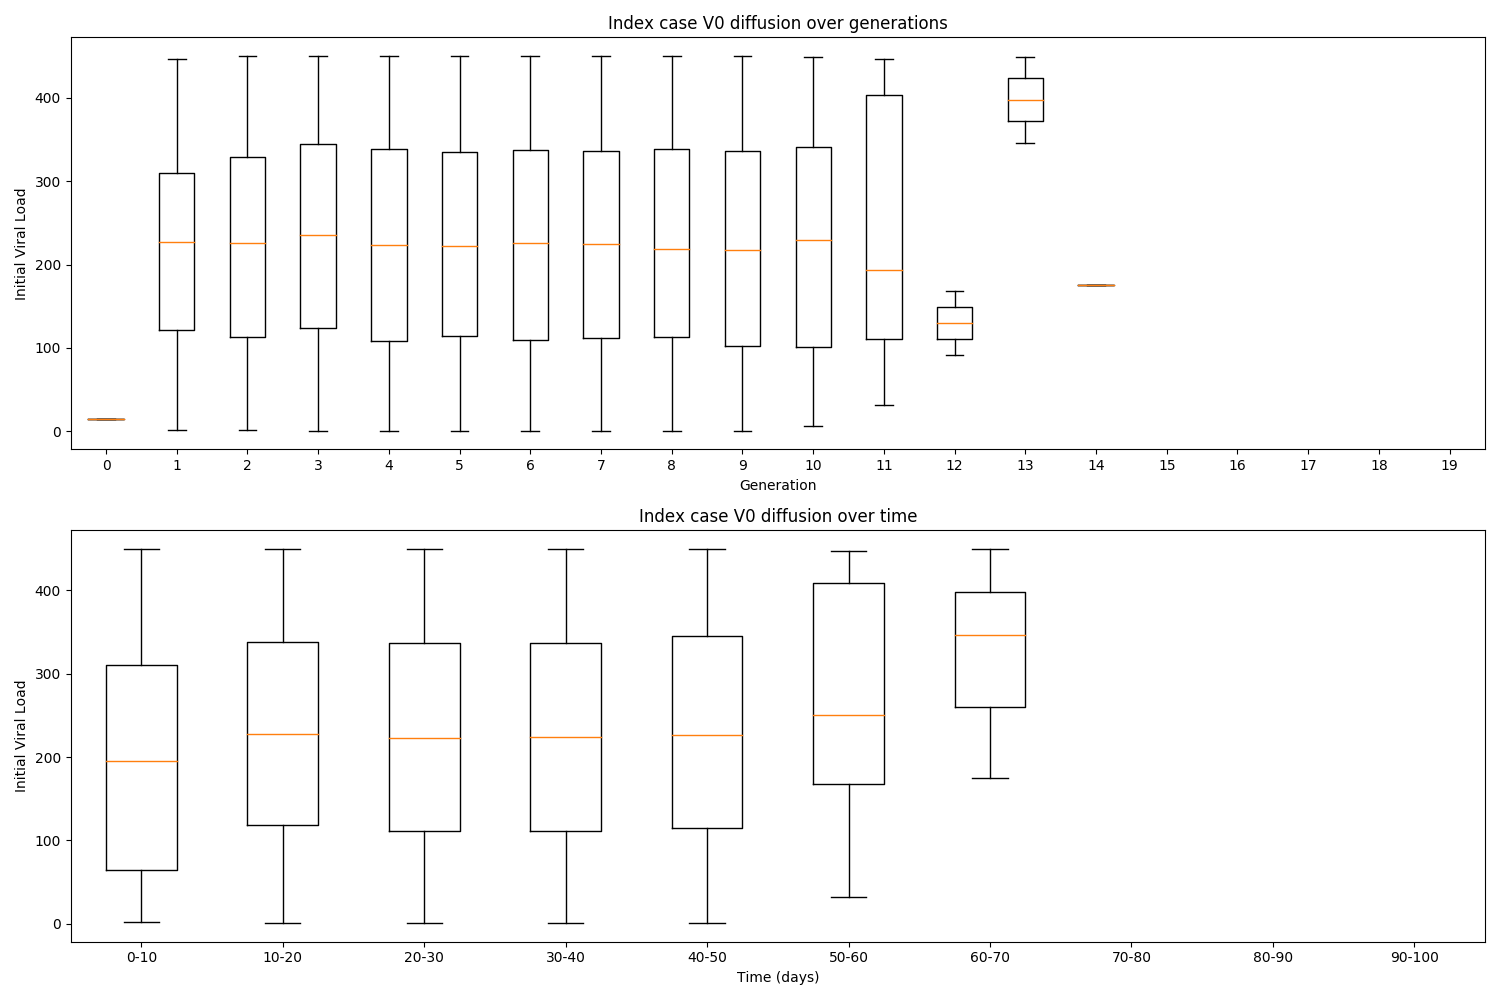 Index case V0 diffusion over generations
Initial Viral Load
400
300
200
100
0
0 1 2 3 4 5 6 7 8 9 10 11 12 13 14 15 16 17 18 19
Generation
Index case V0 diffusion over time
Initial Viral Load
400
300
200
100
0
0-10 10-20 20-30 30-40 40-50 50-60 60-70 70-80 80-90 90-100
Time (days)